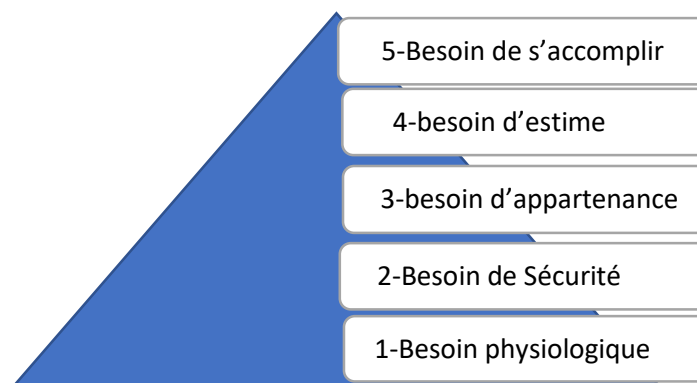 5-Besoin de s’accomplir
4-besoin d’estime
3-besoin d’appartenance
2-Besoin de Sécurité
1-Besoin physiologique